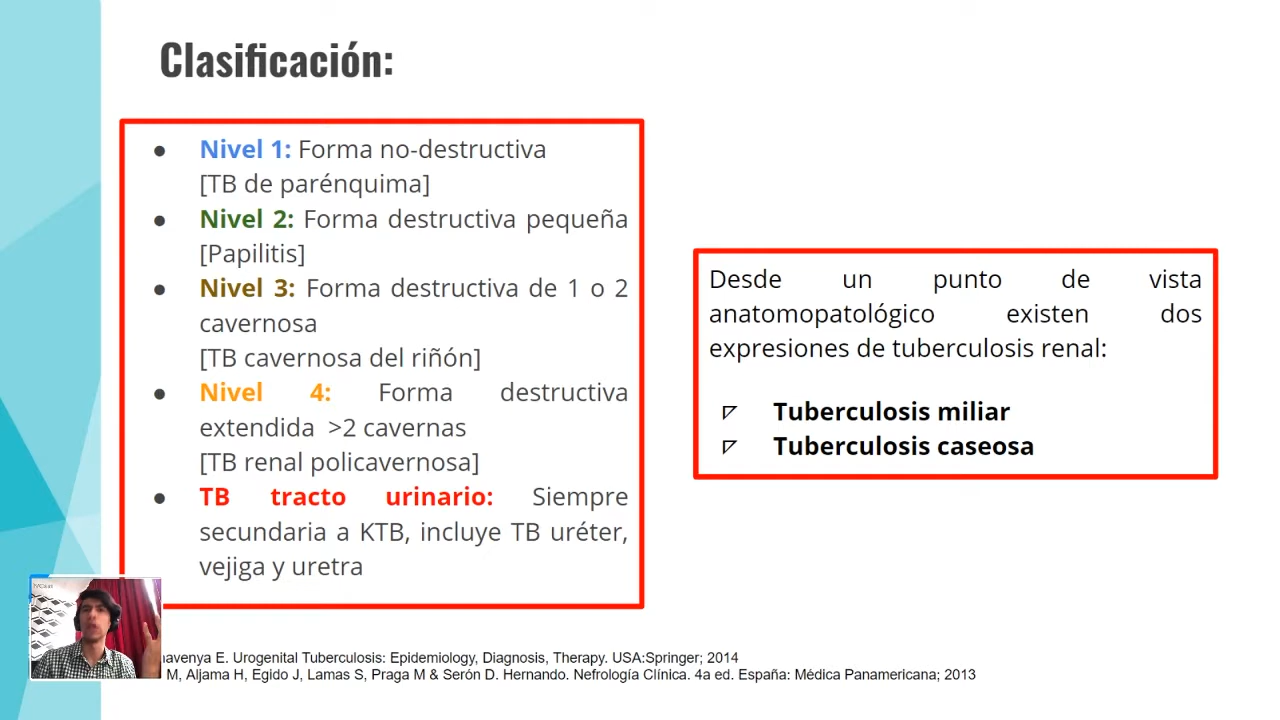 Clasificación:
● Nivel 1: Forma no-destructiva
[TB de parénquima]
● Nivel 2: Forma destructiva pequeña
[Papilitis]
● Nivel 3: Forma destructiva de 1 o 2
cavernosa
[TB cavernosa del riñón]
● Nivel 4: Forma destructiva
extendida >2 cavernas
[TB renal policavernosa]
● TB tracto urinario: Siempre
secundaria a KTB, incluye TB uréter,
vejiga y uretra
Desde un punto de vista
anatomopatológico existen dos
expresiones de tuberculosis renal:
Tuberculosis miliar
Tuberculosis caseosa
E. Urogenital Tuberculosis: Epidemiology, Diagnosis, Therapy. USA:Springer; 2014
M, Aljama H, Egido J, Lamas S, Praga M & Serón D. Hernando. Nefrología Clínica. 4a ed. España: Médica Panamericana; 2013